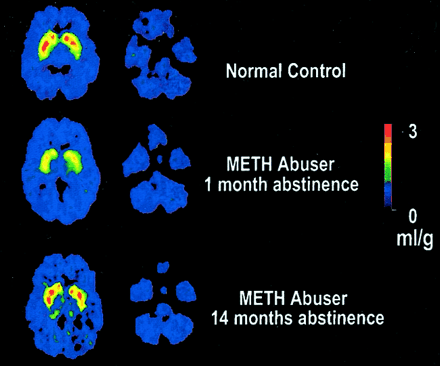 Normal Control
3
METH Abuser
1 month abstinence
0
ml/g
METH Abuser
14 months abstinence